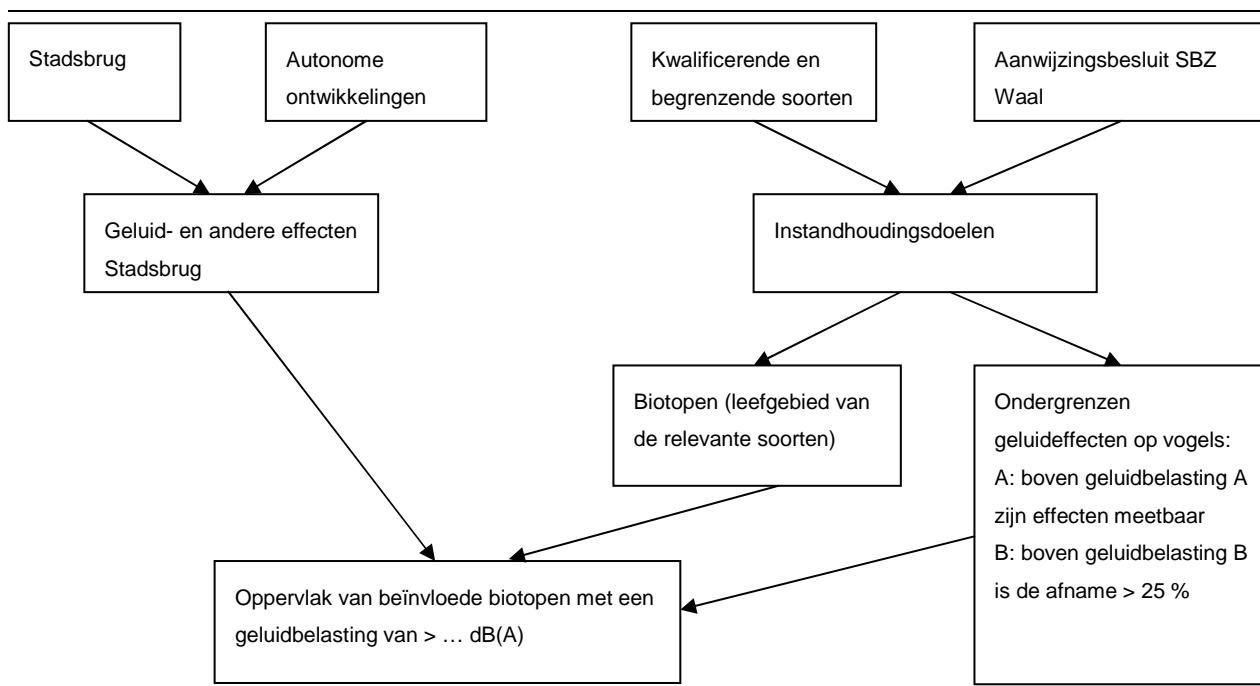 Stadsbrug
Autonome
ontwikkelingen
Kwalificerende en
begrenzende soorten
Aanwijzingsbesluit SBZ
Waal
Geluid- en andere effecten
Stadsbrug
Instandhoudingsdoelen
Biotopen (leefgebied van
de relevante soorten)
Ondergrenzen
geluideffecten op vogels:
A: boven geluidbelasting A
zijn effecten meetbaar
B: boven geluidbelasting B
is de afname > 25 %
Oppervlak van beïnvloede biotopen met een
geluidbelasting van > … dB(A)